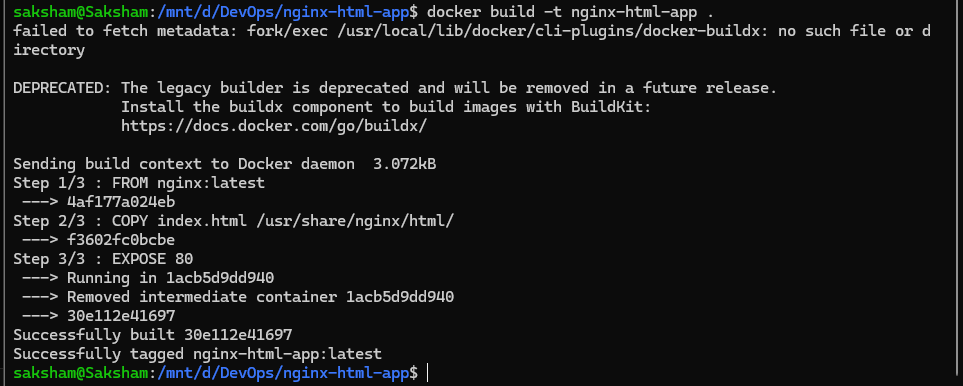 saksham@Saksham:/mnt/d/DevOps/nginx-html-app$ docker build -t nginx-html-app .
failed to fetch metadata: fork/exec /usr/local/lib/docker/cli-plugins/docker-buildx: no such file or d
irectory
DEPRECATED: The legacy builder is deprecated and will be removed in a future release.
            Install the buildx component to build images with BuildKit:
            https://docs.docker.com/go/buildx/
Sending build context to Docker daemon  3.072kB
Step 1/3 : FROM nginx:latest
 ---> 4af177a024eb
Step 2/3 : COPY index.html /usr/share/nginx/html/
 ---> f3602fc0bcbe
Step 3/3 : EXPOSE 80
 ---> Running in 1acb5d9dd940
 ---> Removed intermediate container 1acb5d9dd940
 ---> 30e112e41697
Successfully built 30e112e41697
Successfully tagged nginx-html-app:latest
saksham@Saksham:/mnt/d/DevOps/nginx-html-app$